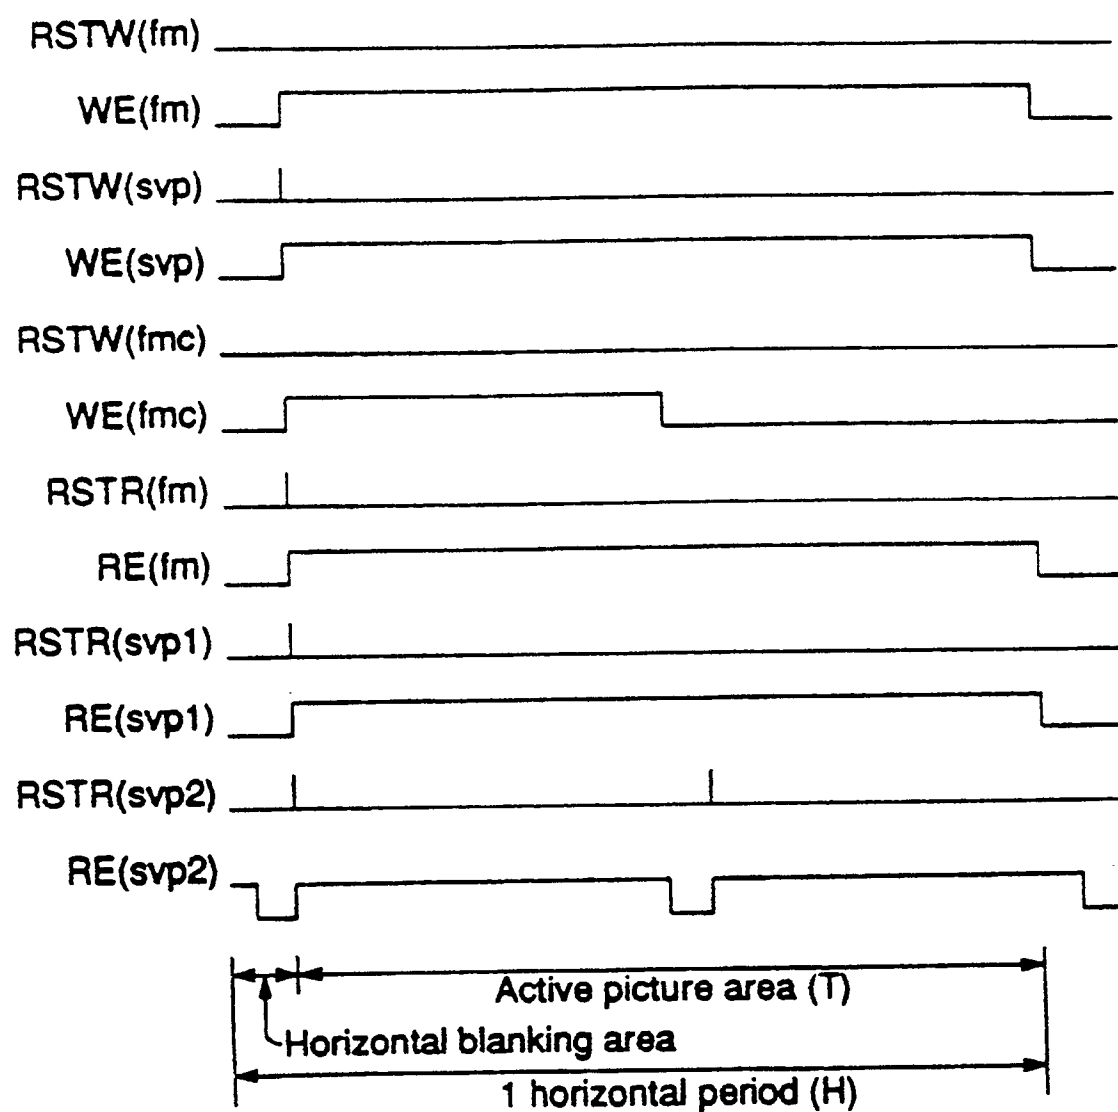 RSTW(fm)
WE(fm)
RSTW(svp)
WE(svp)
RSTW(fmc)
WE(fmc)
RSTR(fm)
RE(fm)
RSTR(svp1)
RE(svp1)
RSTR(svp2)
RE(svp2)
Active picture area (T)
Horizontal blanking area
1 horizontal period (H)